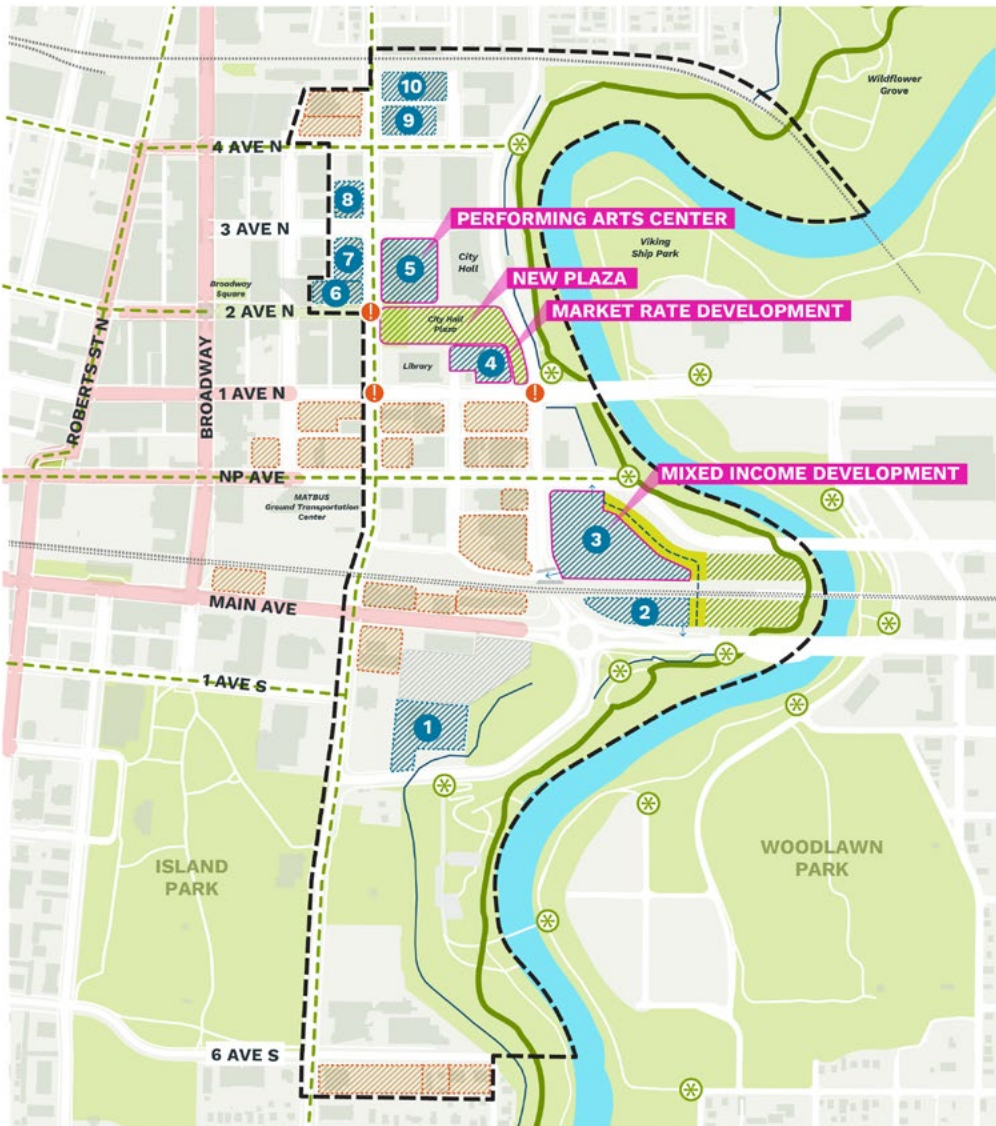 10
Wildflower
Grove
9
4 AVE N
8
PERFORMING ARTS CENTER
3 AVE N
7
5
City
Hall
Viking
Ship Park
NEW PLAZA
Broadway
Square
6
2 AVE N
!
City Hall
Plaza
MARKET RATE DEVELOPMENT
Library
4
ROBERTS ST N
BROADWAY
1 AVE N
!
!
NP AVE
MIXED INCOME DEVELOPMENT
MATBUS
Ground Transportation
Center
3
MAIN AVE
2
1 AVE S
1
ISLAND
PARK
WOODLAWN
PARK
6 AVE S